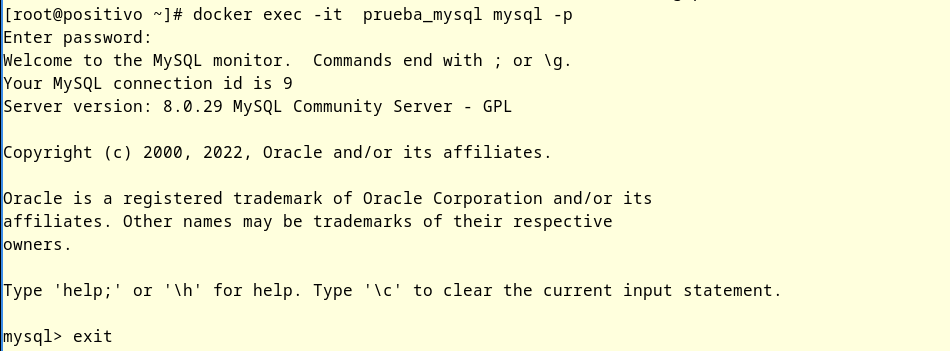 [root@positivo ~]# docker exec -it  prueba_mysql mysql -p
Enter password:
Welcome to the MySQL monitor.  Commands end with ; or \g.
Your MySQL connection id is 9
Server version: 8.0.29 MySQL Community Server - GPL
Copyright (c) 2000, 2022, Oracle and/or its affiliates.
Oracle is a registered trademark of Oracle Corporation and/or its
affiliates. Other names may be trademarks of their respective
owners.
Type 'help;' or '\h' for help. Type '\c' to clear the current input statement.
mysql> exit